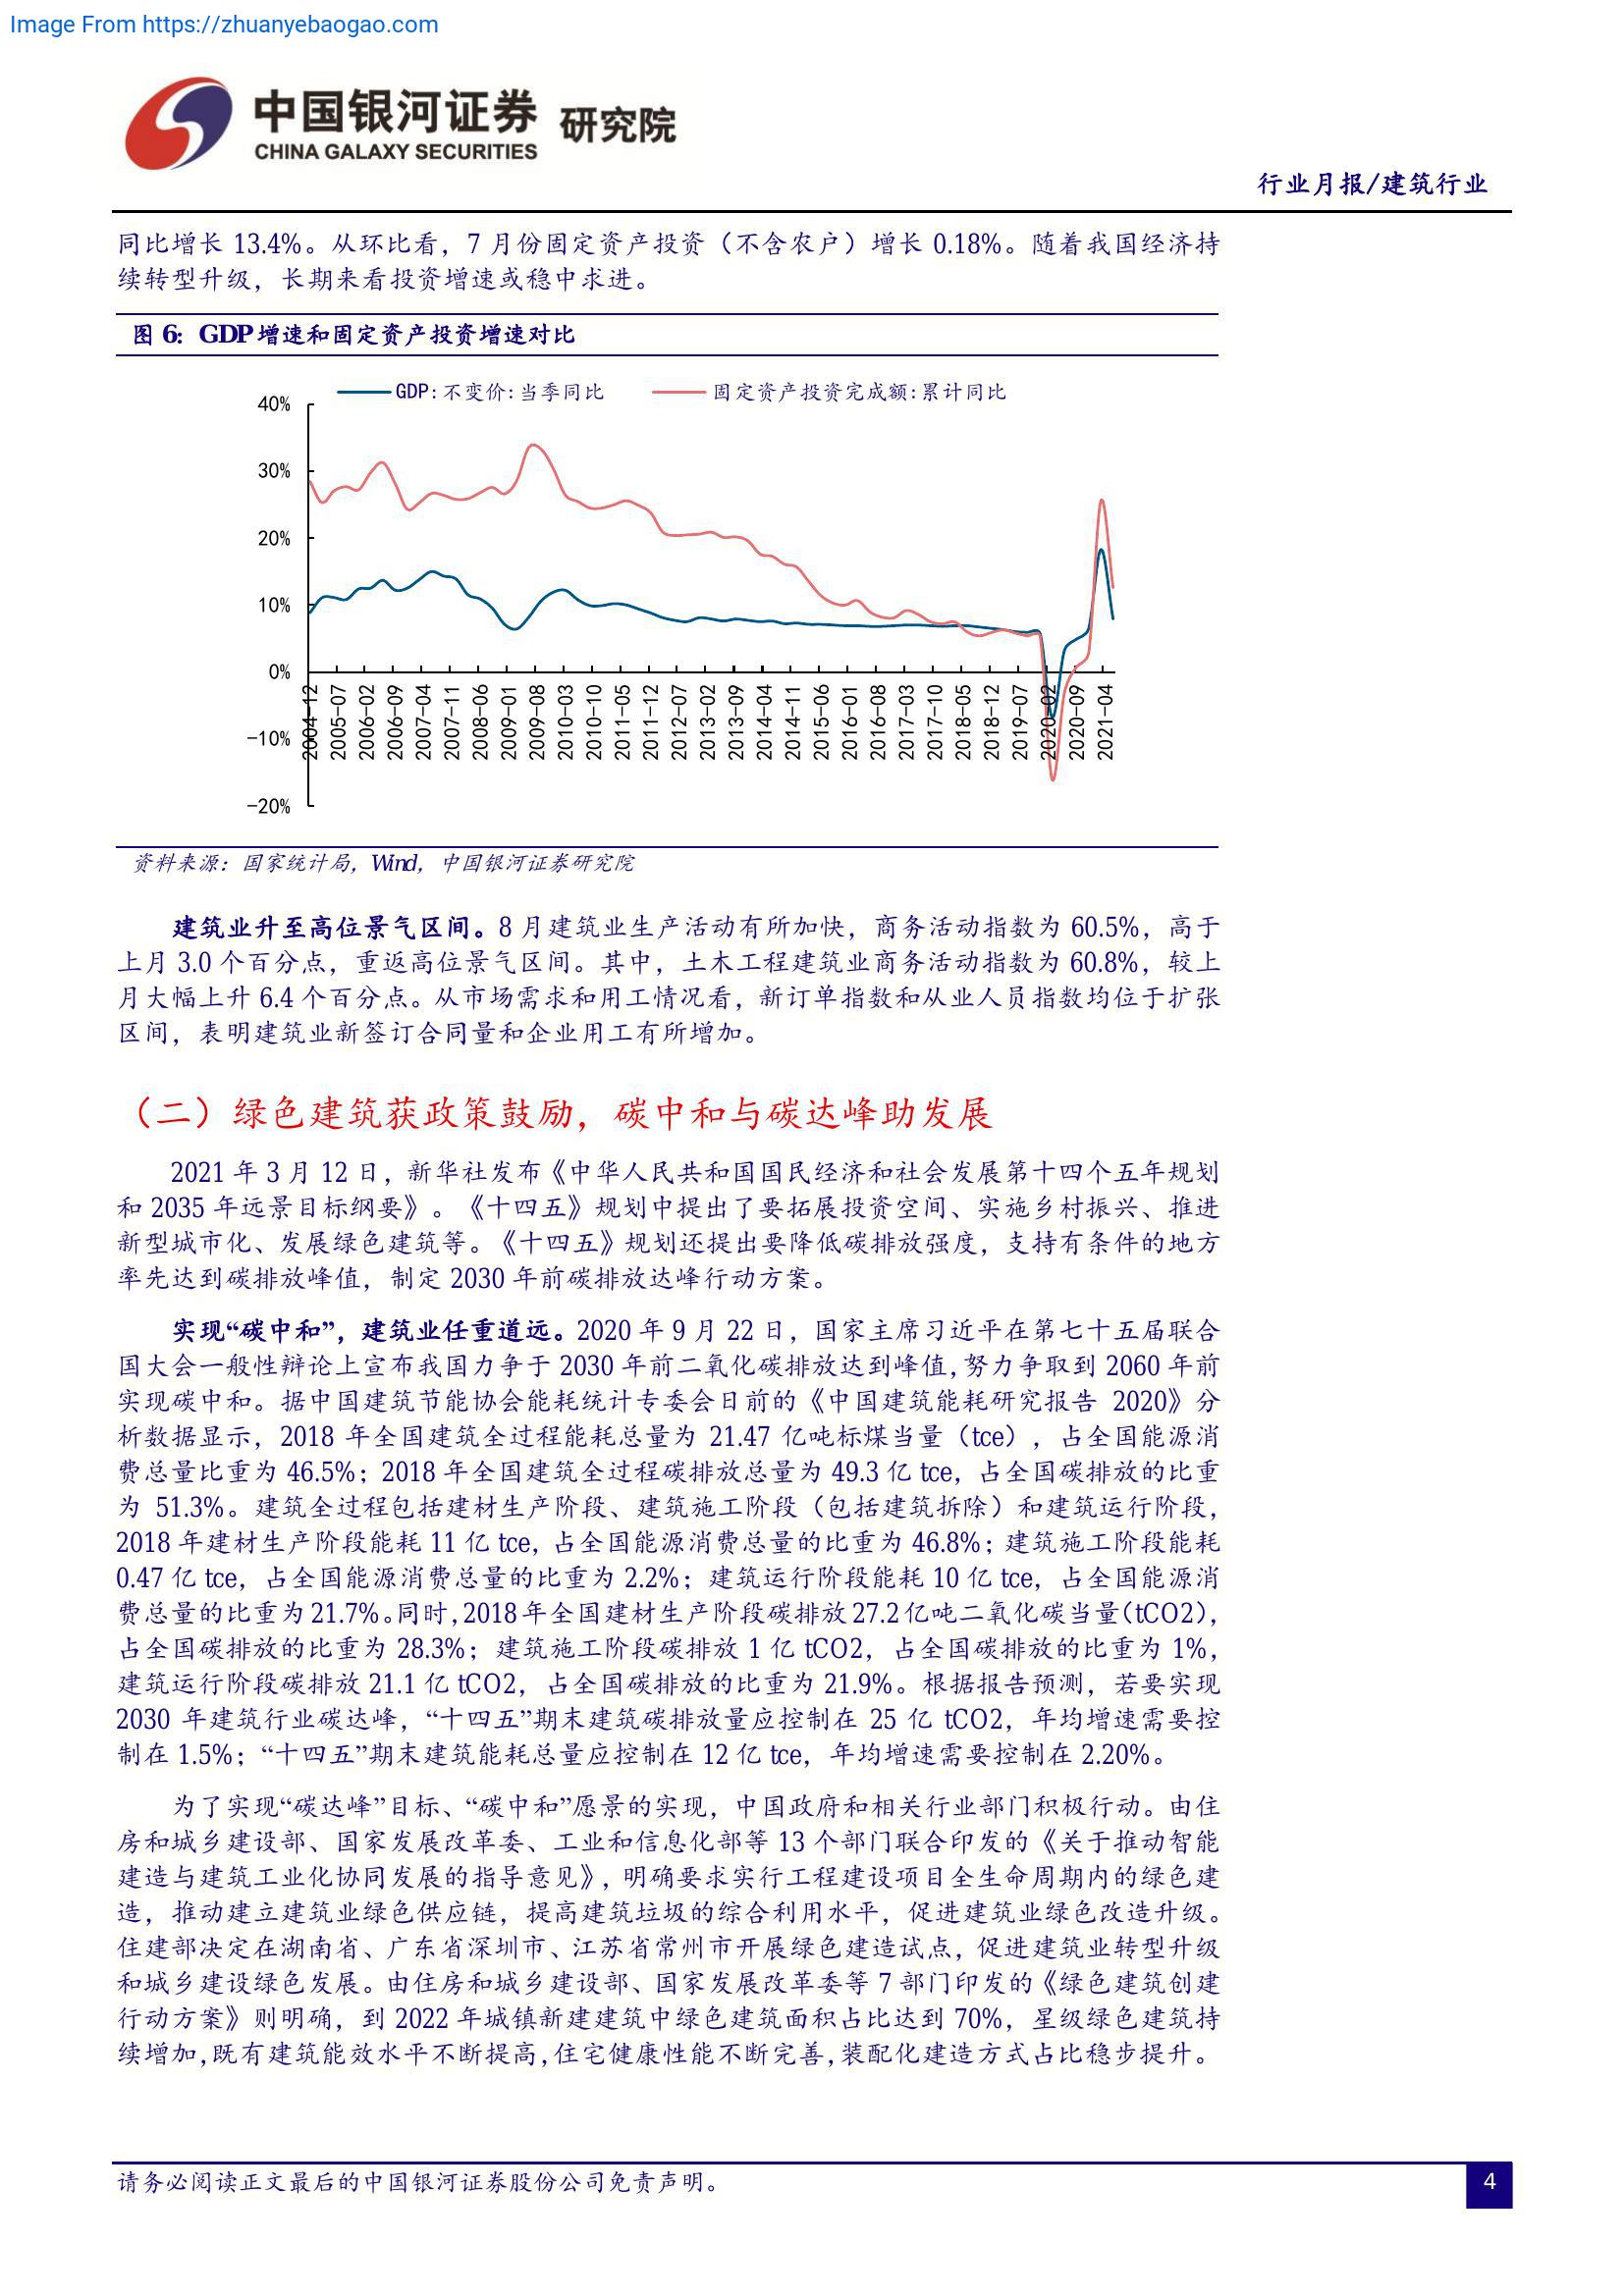 Image From https://zhuanyebaogao.com
中国银河证券 研究院
CHINA GALAXY SECURITIES
行业月报/建筑行业
同比增长 13.4%。从环比看，7 月份固定资产投资（不含农户）增长 0.18%。随着我国经济持
续转型升级，长期来看投资增速或稳中求进。
图 6：GDP 增速和固定资产投资增速对比
GDP:不变价:当季同比 固定资产投资完成额:累计同比
40%
30%
20%
10%
0%
-10%
-20%
2004-12 2005-07 2006-02 2006-09 2007-04 2007-11 2008-06 2009-01 2009-08 2010-03 2010-10 2011-05 2011-12 2012-07 2013-02 2013-09 2014-04 2014-11 2015-06 2016-01 2016-08 2017-03 2017-10 2018-05 2018-12 2019-07 2020-02 2020-09 2021-04
资料来源：国家统计局，Wind，中国银河证券研究院
建筑业升至高位景气区间。8 月建筑业生产活动有所加快，商务活动指数为 60.5%，高于
上月 3.0 个百分点，重返高位景气区间。其中，土木工程建筑业商务活动指数为 60.8%，较上
月大幅上升 6.4 个百分点。从市场需求和用工情况看，新订单指数和从业人员指数均位于扩张
区间，表明建筑业新签订合同量和企业用工有所增加。
（二）绿色建筑获政策鼓励，碳中和与碳达峰助发展
2021 年 3 月 12 日，新华社发布《中华人民共和国国民经济和社会发展第十四个五年规划
和 2035 年远景目标纲要》。《十四五》规划中提出了要拓展投资空间、实施乡村振兴、推进
新型城市化、发展绿色建筑等。《十四五》规划还提出要降低碳排放强度，支持有条件的地方
率先达到碳排放峰值，制定 2030 年前碳排放达峰行动方案。
实现“碳中和”，建筑业任重道远。2020 年 9 月 22 日，国家主席习近平在第七十五届联合
国大会一般性辩论上宣布我国力争于 2030 年前二氧化碳排放达到峰值，努力争取到 2060 年前
实现碳中和。据中国建筑节能协会能耗统计专委会日前的《中国建筑能耗研究报告 2020》分
析数据显示，2018 年全国建筑全过程能耗总量为 21.47 亿吨标煤当量（tce），占全国能源消
费总量比重为 46.5%；2018 年全国建筑全过程碳排放总量为 49.3 亿 tce，占全国碳排放的比重
为 51.3%。建筑全过程包括建材生产阶段、建筑施工阶段（包括建筑拆除）和建筑运行阶段，
2018 年建材生产阶段能耗 11 亿 tce，占全国能源消费总量的比重为 46.8%；建筑施工阶段能耗
0.47 亿 tce，占全国能源消费总量的比重为 2.2%；建筑运行阶段能耗 10 亿 tce，占全国能源消
费总量的比重为 21.7%。同时，2018 年全国建材生产阶段碳排放 27.2 亿吨二氧化碳当量（tCO2），
占全国碳排放的比重为 28.3%；建筑施工阶段碳排放 1 亿 tCO2，占全国碳排放的比重为 1%，
建筑运行阶段碳排放 21.1 亿 tCO2，占全国碳排放的比重为 21.9%。根据报告预测，若要实现
2030 年建筑行业碳达峰，“十四五”期末建筑碳排放量应控制在 25 亿 tCO2，年均增速需要控
制在 1.5%；“十四五”期末建筑能耗总量应控制在 12 亿 tce，年均增速需要控制在 2.20%。
为了实现“碳达峰”目标、“碳中和”愿景的实现，中国政府和相关行业部门积极行动。由住
房和城乡建设部、国家发展改革委、工业和信息化部等 13 个部门联合印发的《关于推动智能
建造与建筑工业化协同发展的指导意见》，明确要求实行工程建设项目全生命周期内的绿色建
造，推动建立建筑业绿色供应链，提高建筑垃圾的综合利用水平，促进建筑业绿色改造升级。
住建部决定在湖南省、广东省深圳市、江苏省常州市开展绿色建造试点，促进建筑业转型升级
和城乡建设绿色发展。由住房和城乡建设部、国家发展改革委等 7 部门印发的《绿色建筑创建
行动方案》则明确，到 2022 年城镇新建建筑中绿色建筑面积占比达到 70%，星级绿色建筑持
续增加，既有建筑能效水平不断提高，住宅健康性能不断完善，装配化建造方式占比稳步提升。
请务必阅读正文最后的中国银河证券股份公司免责声明。
4